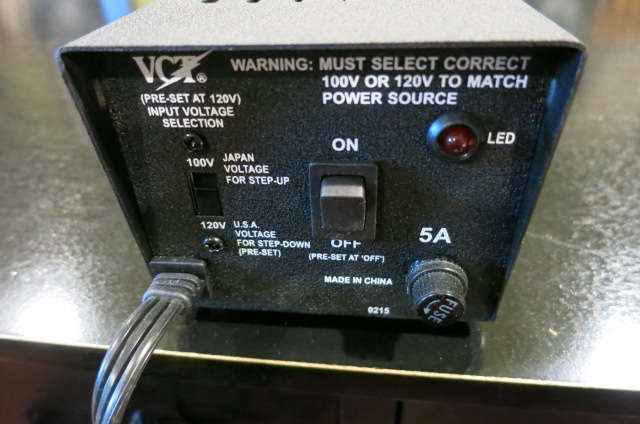 VCT®
WARNING: MUST SELECT CORRECT
100V OR 120V TO MATCH
POWER SOURCE
(PRE-SET AT 120V)
INPUT VOLTAGE
SELECTION
100V
JAPAN
VOLTAGE
FOR STEP-UP
120V
U.S.A.
VOLTAGE
FOR STEP-DOWN
(PRE-SET)
ON
OFF
(PRE-SET AT 'OFF')
LED
5A
MADE IN CHINA
0215
FUSE